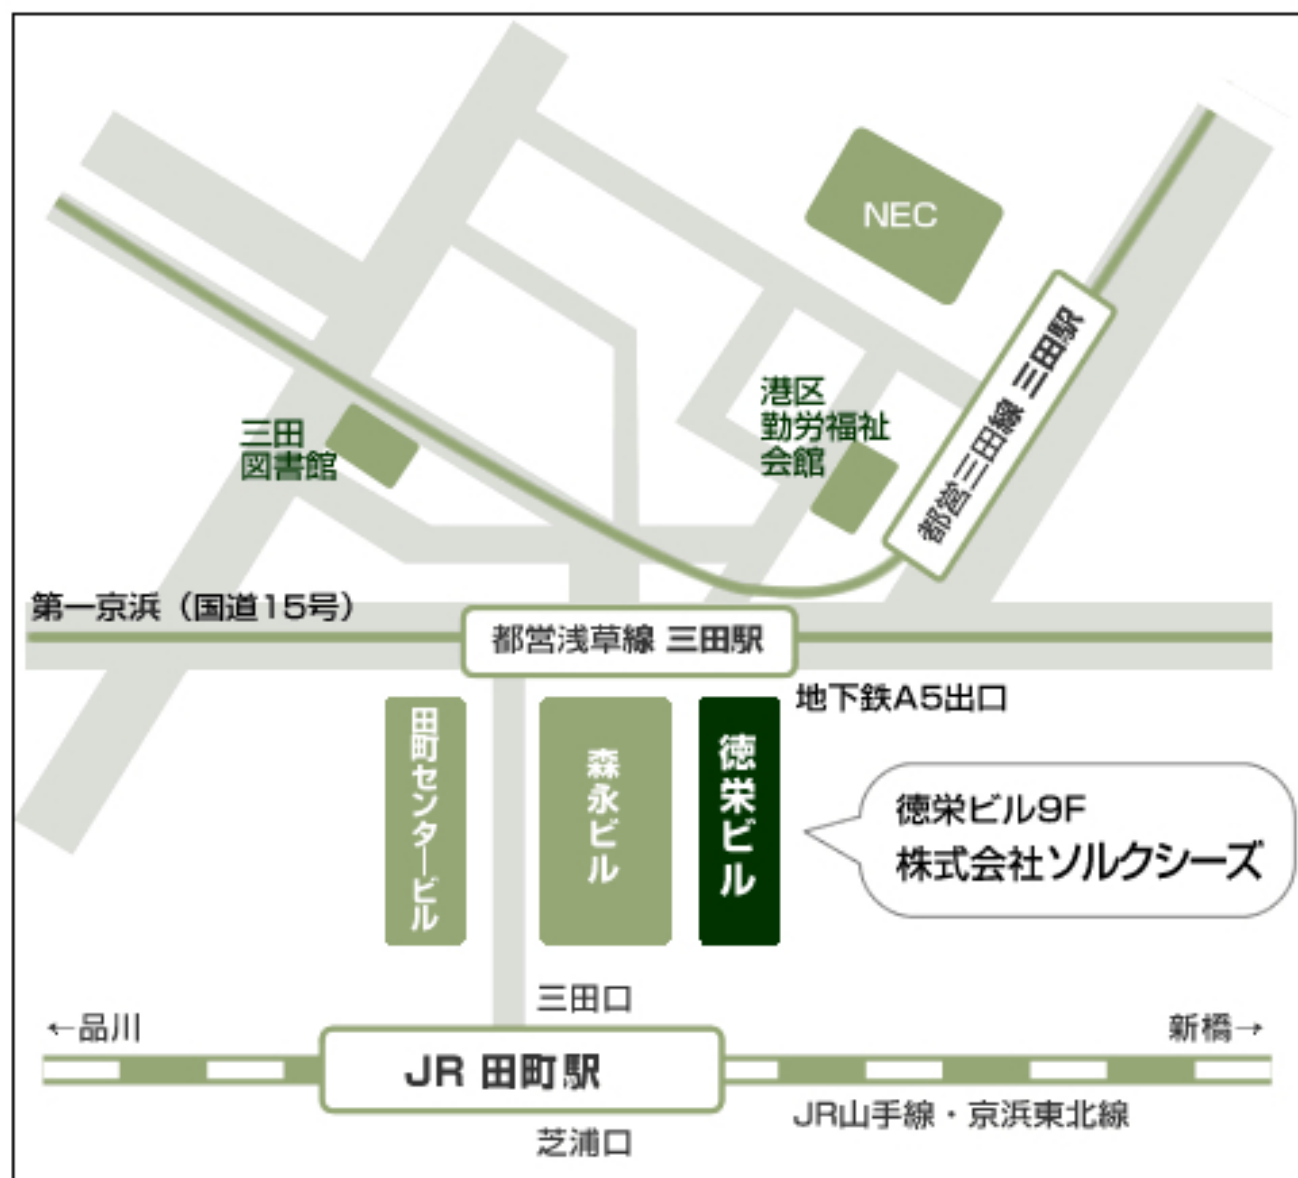 NEC
都営三田線 三田駅
港区
勤労福祉
会館
三田
図書館
第一京浜（国道15号）
都営浅草線 三田駅
地下鉄A5出口
田町センタービル
森永ビル
徳栄ビル
徳栄ビル9F
株式会社ソルクシーズ
三田口
←品川
新橋→
JR 田町駅
JR山手線・京浜東北線
芝浦口